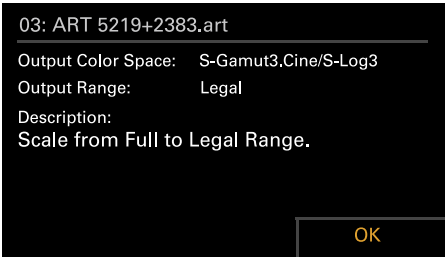 03: ART 5219+2383.art
Output Color Space: S-Gamut3.Cine/S-Log3
Output Range: Legal
Description:
Scale from Full to Legal Range.
OK